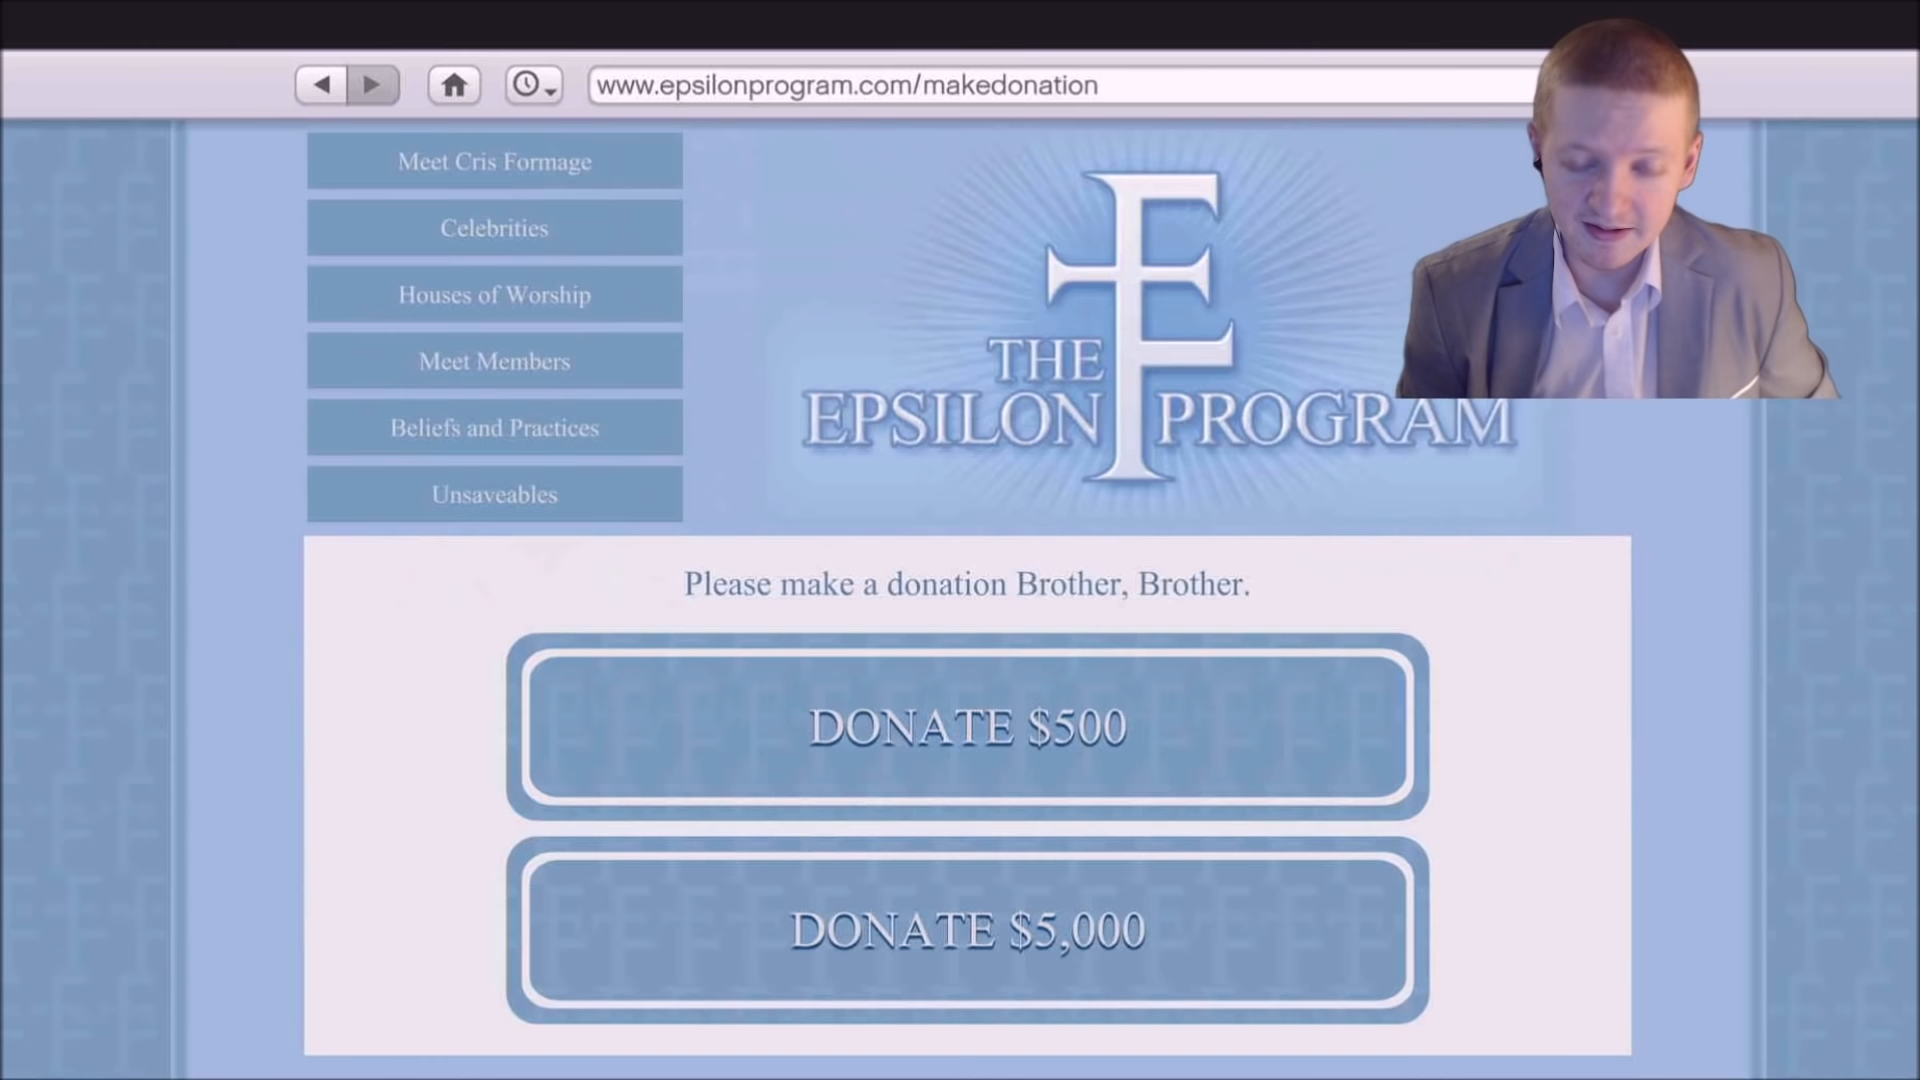 www.epsilonprogram.com/makedonation
Meet Cris Formage
Celebrities
Houses of Worship
Meet Members
Beliefs and Practices
Unsaveables
THE
EPSILON PROGRAM
Please make a donation Brother, Brother.
DONATE $500
DONATE $5,000